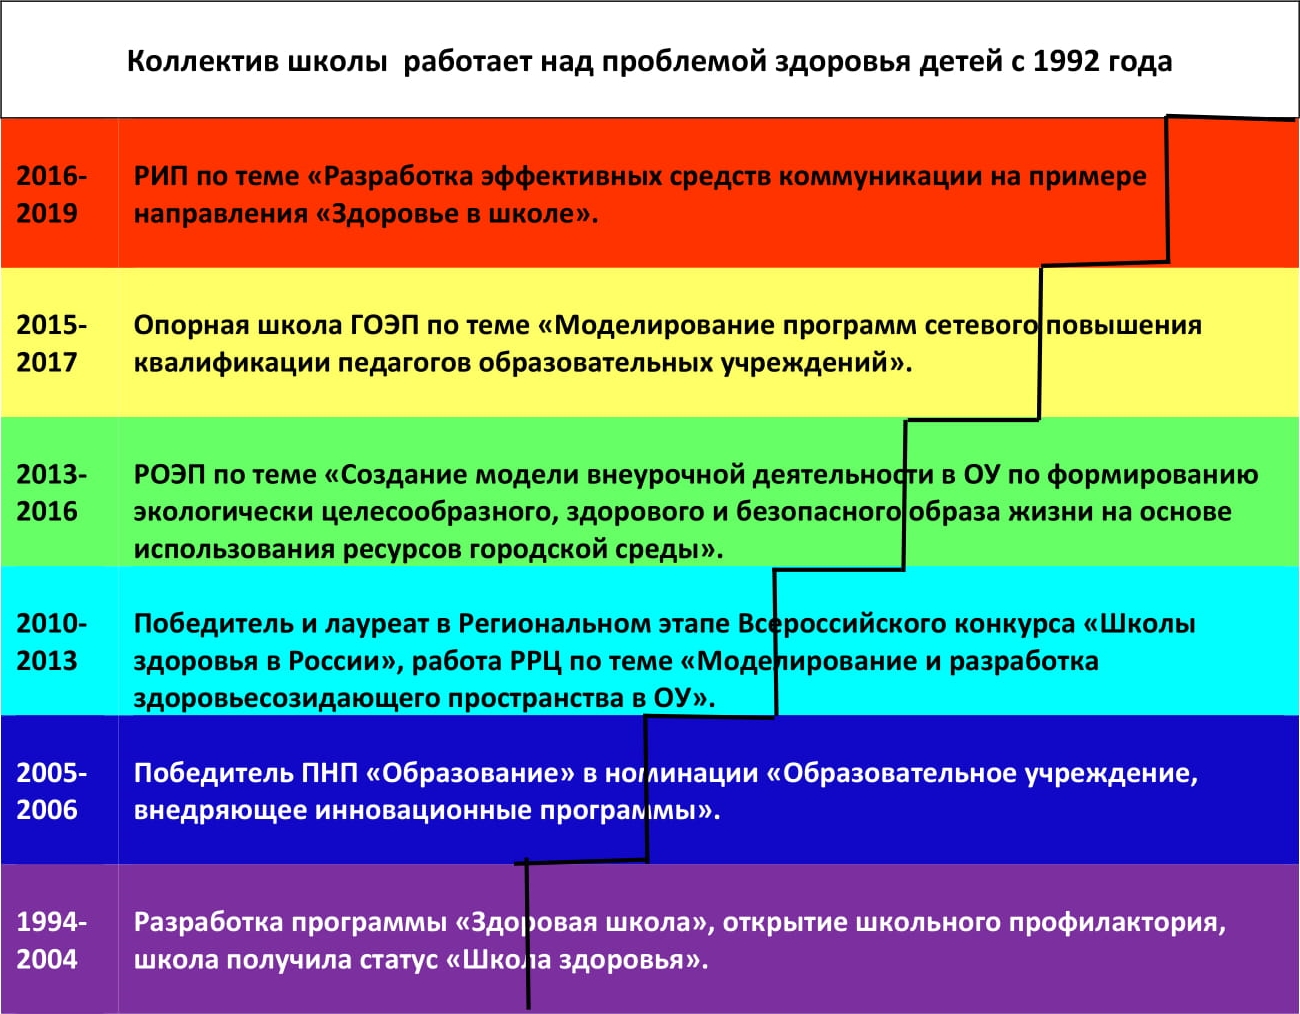 Коллектив школы работает над проблемой здоровья детей с 1992 года
2016-
2019
РИП по теме «Разработка эффективных средств коммуникации на примере
направления «Здоровье в школе».
2015-
2017
Опорная школа ГОЭП по теме «Моделирование программ сетевого повышения
квалификации педагогов образовательных учреждений».
2013-
2016
РОЭП по теме «Создание модели внеурочной деятельности в ОУ по формированию
экологически целесообразного, здорового и безопасного образа жизни на основе
использования ресурсов городской среды».
2010-
2013
Победитель и лауреат в Региональном этапе Всероссийского конкурса «Школы
здоровья в России», работа РРЦ по теме «Моделирование и разработка
здоровьесозидающего пространства в ОУ».
2005-
2006
Победитель ПНП «Образование» в номинации «Образовательное учреждение,
внедряющее инновационные программы».
1994-
2004
Разработка программы «Здоровая школа», открытие школьного профилактория,
школа получила статус «Школа здоровья».